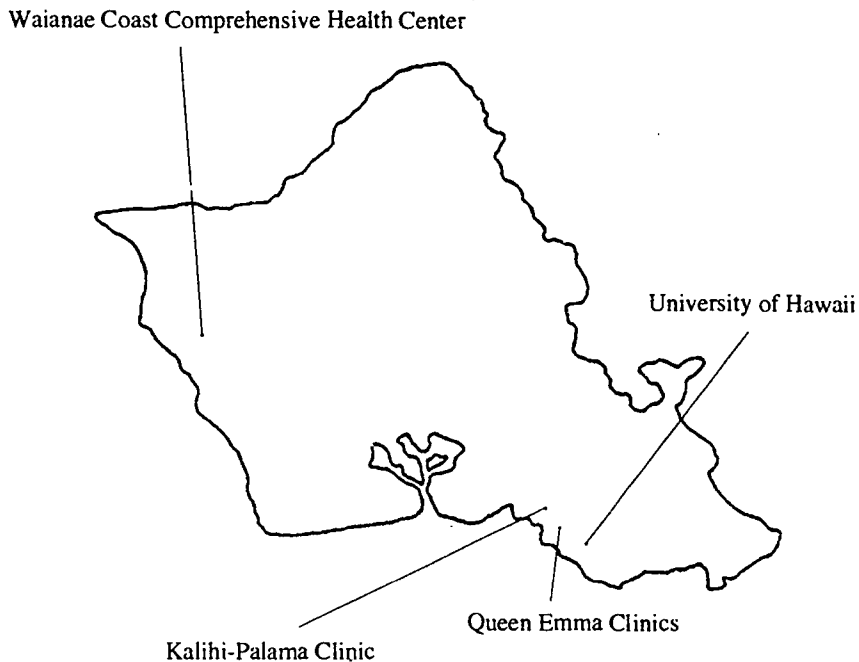 Waianae Coast Comprehensive Health Center
University of Hawaii
Queen Emma Clinics
Kalihi-Palama Clinic